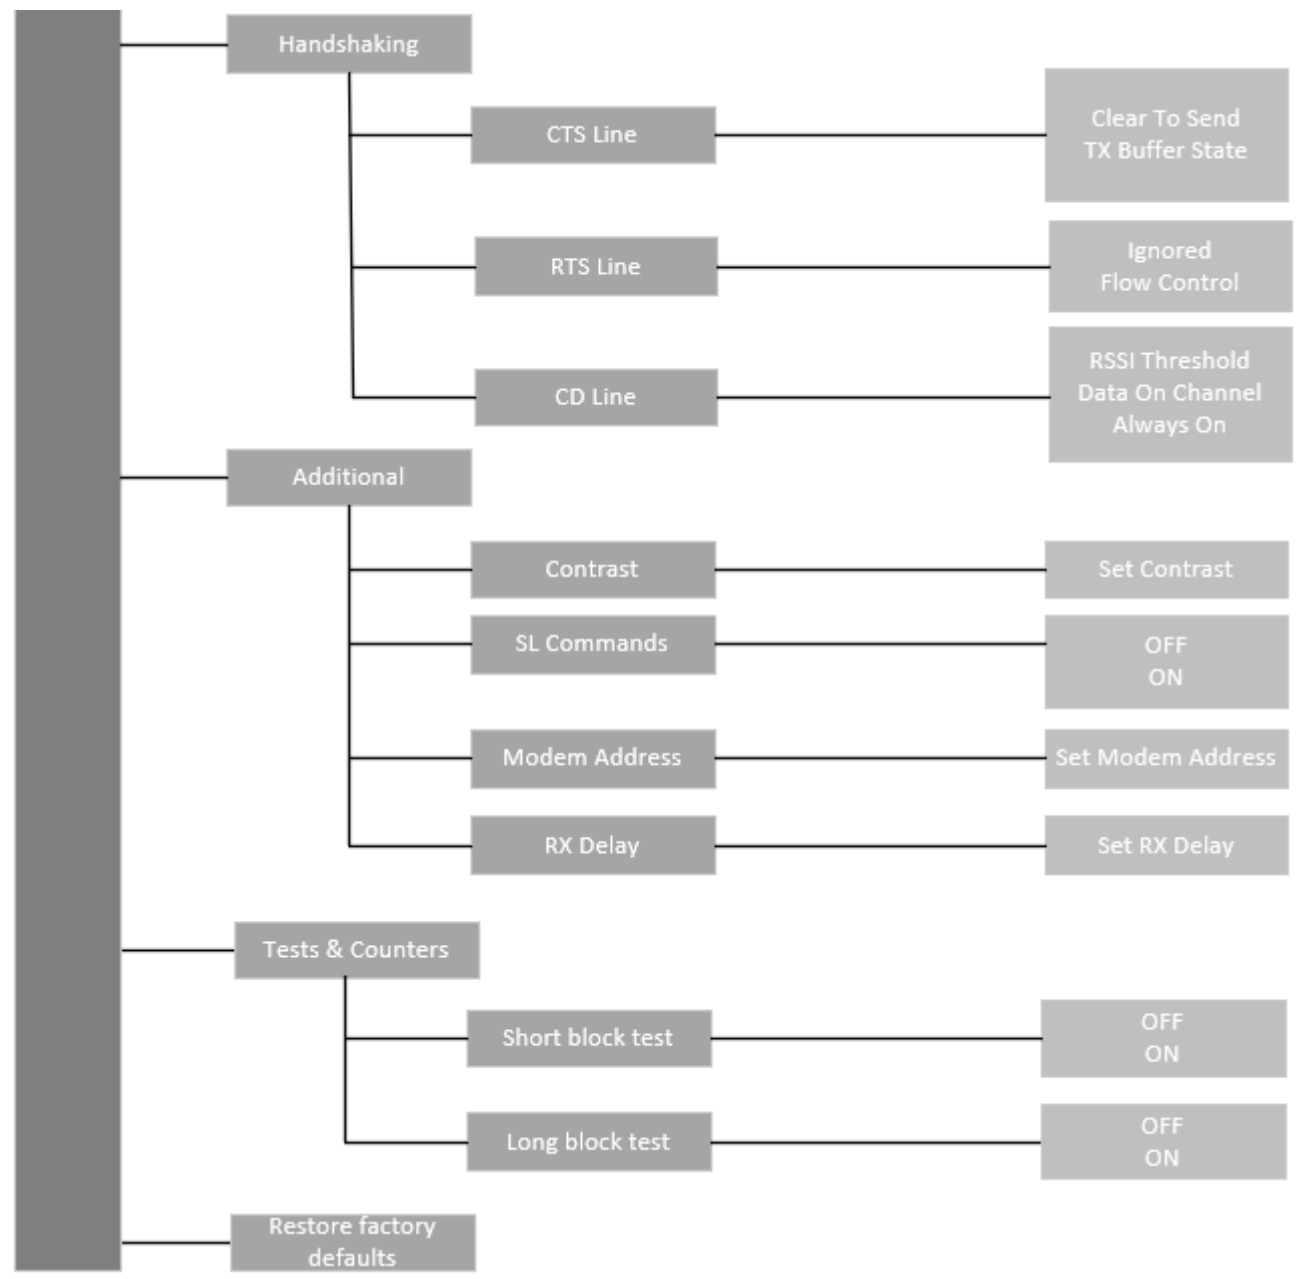 Handshaking
CTS Line
Clear To Send
TX Buffer State
RTS Line
Ignored
Flow Control
CD Line
RSSI Threshold
Data On Channel
Always On
Additional
Contrast
Set Contrast
SL Commands
OFF
ON
Modem Address
Set Modem Address
RX Delay
Set RX Delay
Tests & Counters
Short block test
OFF
ON
Long block test
OFF
ON
Restore factory
defaults